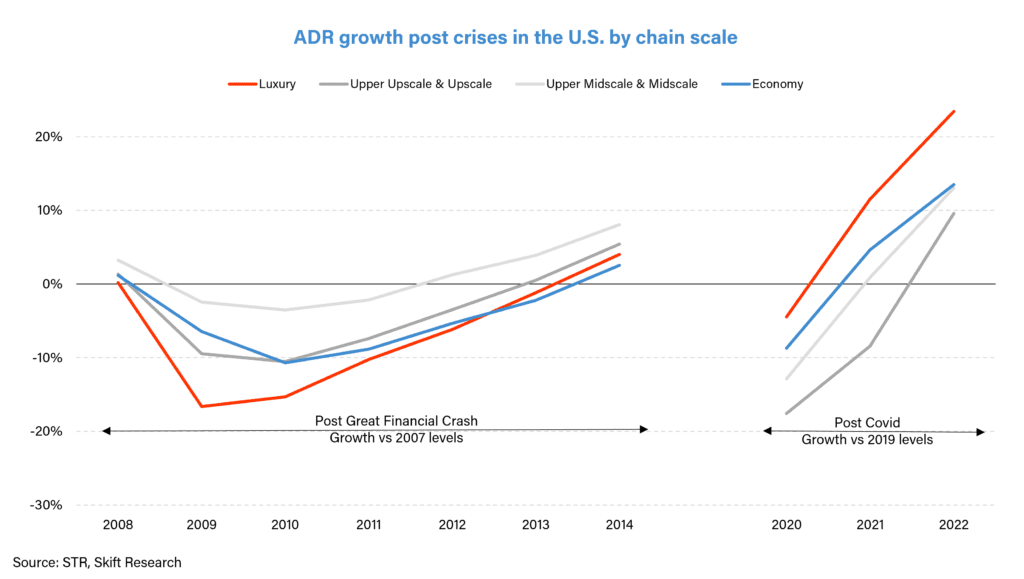 ADR growth post crises in the U.S. by chain scale
Luxury Upper Upscale & Upscale Upper Midscale & Midscale Economy
20%
10%
0%
-10%
-20%
-30%
Post Great Financial Crash
Growth vs 2007 levels
Post Covid
Growth vs 2019 levels
2008 2009 2010 2011 2012 2013 2014 2020 2021 2022
Source: STR, Skift Research